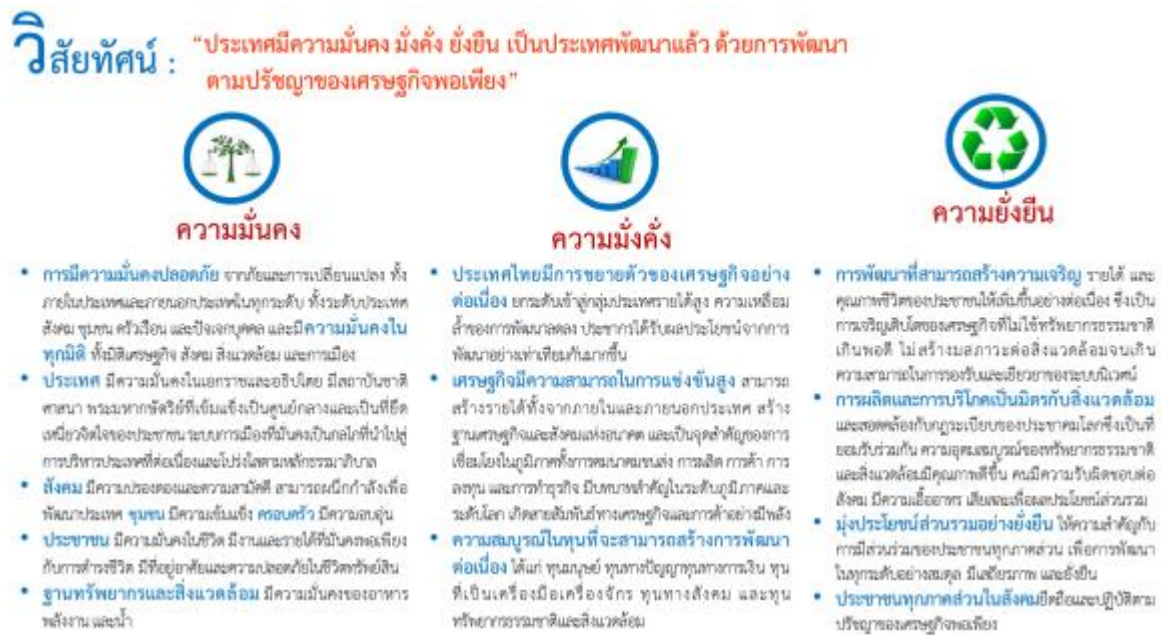 วิสัยทัศน์ : "ประเทศมีความมั่นคง มั่งคั่ง ยั่งยืน เป็นประเทศพัฒนาแล้ว ด้วยการพัฒนา
ตามปรัชญาของเศรษฐกิจพอเพียง"
ความมั่นคง
• การมีความมั่นคงปลอดภัย จากภัยและการเปลี่ยนแปลง ทั้ง
ภายในประเทศและภายนอกประเทศในทุกระดับ ทั้งระดับประเทศ
สังคม ชุมชน ครัวเรือน และปัจเจกบุคคล และมีความมั่นคงใน
ทุกมิติ ทั้งมิติเศรษฐกิจ สังคม สิ่งแวดล้อม และการเมือง
• ประเทศ มีความมั่นคงในเอกราชและอธิปไตย มีสถาบันชาติ
ศาสนา พระมหากษัตริย์ที่เข้มแข็งเป็นศูนย์กลางและเป็นที่ยึด
เหนี่ยวจิตใจของประชาชน ระบบการเมืองที่มั่นคงเป็นกลไกที่นำไปสู่
การบริหารประเทศที่ต่อเนื่องและโปร่งใสตามหลักธรรมาภิบาล
• สังคม มีความปรองดองและความสามัคคี สามารถผนึกกำลังเพื่อ
พัฒนาประเทศ ชุมชน มีความเข้มแข็ง ครอบครัว มีความอบอุ่น
• ประชาชน มีความมั่นคงในชีวิต มีงานและรายได้ที่มั่นคงพอเพียง
กับการดำรงชีวิต มีที่อยู่อาศัยและความปลอดภัยในชีวิตทรัพย์สิน
• ฐานทรัพยากรและสิ่งแวดล้อม มีความมั่นคงของอาหาร
พลังงาน และน้ำ
ความมั่งคั่ง
• ประเทศไทยมีการขยายตัวของเศรษฐกิจอย่าง
ต่อเนื่อง ยกระดับเข้าสู่กลุ่มประเทศรายได้สูง ความเหลื่อม
ล้ำของการพัฒนาลดลง ประชากรได้รับผลประโยชน์จากการ
พัฒนาอย่างเท่าเทียมกันมากขึ้น
• เศรษฐกิจมีความสามารถในการแข่งขันสูง สามารถ
สร้างรายได้ทั้งจากภายในและภายนอกประเทศ สร้าง
ฐานเศรษฐกิจและสังคมแห่งอนาคต และเป็นจุดสำคัญของการ
เชื่อมโยงในภูมิภาคทั้งการคมนาคมขนส่ง การผลิต การค้า การ
ลงทุน และการทำธุรกิจ มีบทบาทสำคัญในระดับภูมิภาคและ
ระดับโลก เกิดสายสัมพันธ์ทางเศรษฐกิจและการค้าอย่างมีพลัง
• ความสมบูรณ์ในทุนที่จะสามารถสร้างการพัฒนา
ต่อเนื่อง ได้แก่ ทุนมนุษย์ ทุนทางปัญญาทุนทางการเงิน ทุน
ที่เป็นเครื่องมือเครื่องจักร ทุนทางสังคม และทุน
ทรัพยากรธรรมชาติและสิ่งแวดล้อม
ความยั่งยืน
• การพัฒนาที่สามารถสร้างความเจริญ รายได้ และ
คุณภาพชีวิตของประชาชนให้เพิ่มขึ้นอย่างต่อเนื่อง ซึ่งเป็น
การเจริญเติบโตของเศรษฐกิจที่ไม่ใช้ทรัพยากรธรรมชาติ
เกินพอดี ไม่สร้างมลภาวะต่อสิ่งแวดล้อมจนเกิน
ความสามารถในการรองรับและเยียวยาของระบบนิเวศน์
• การผลิตและการบริโภคเป็นมิตรกับสิ่งแวดล้อม
และสอดคล้องกับกฎระเบียบของประชาคมโลกซึ่งเป็นที่
ยอมรับร่วมกัน ความอุดมสมบูรณ์ของทรัพยากรธรรมชาติ
และสิ่งแวดล้อมมีคุณภาพดีขึ้น คนมีความรับผิดชอบต่อ
สังคม มีความเอื้ออาทร เสียสละเพื่อผลประโยชน์ส่วนรวม
• มุ่งประโยชน์ส่วนรวมอย่างยั่งยืน ให้ความสำคัญกับ
การมีส่วนร่วมของประชาชนทุกภาคส่วน เพื่อการพัฒนา
ในทุกระดับอย่างสมดุล มีเสถียรภาพ และยั่งยืน
• ประชาชนทุกภาคส่วนในสังคมยึดถือและปฏิบัติตาม
ปรัชญาของเศรษฐกิจพอเพียง